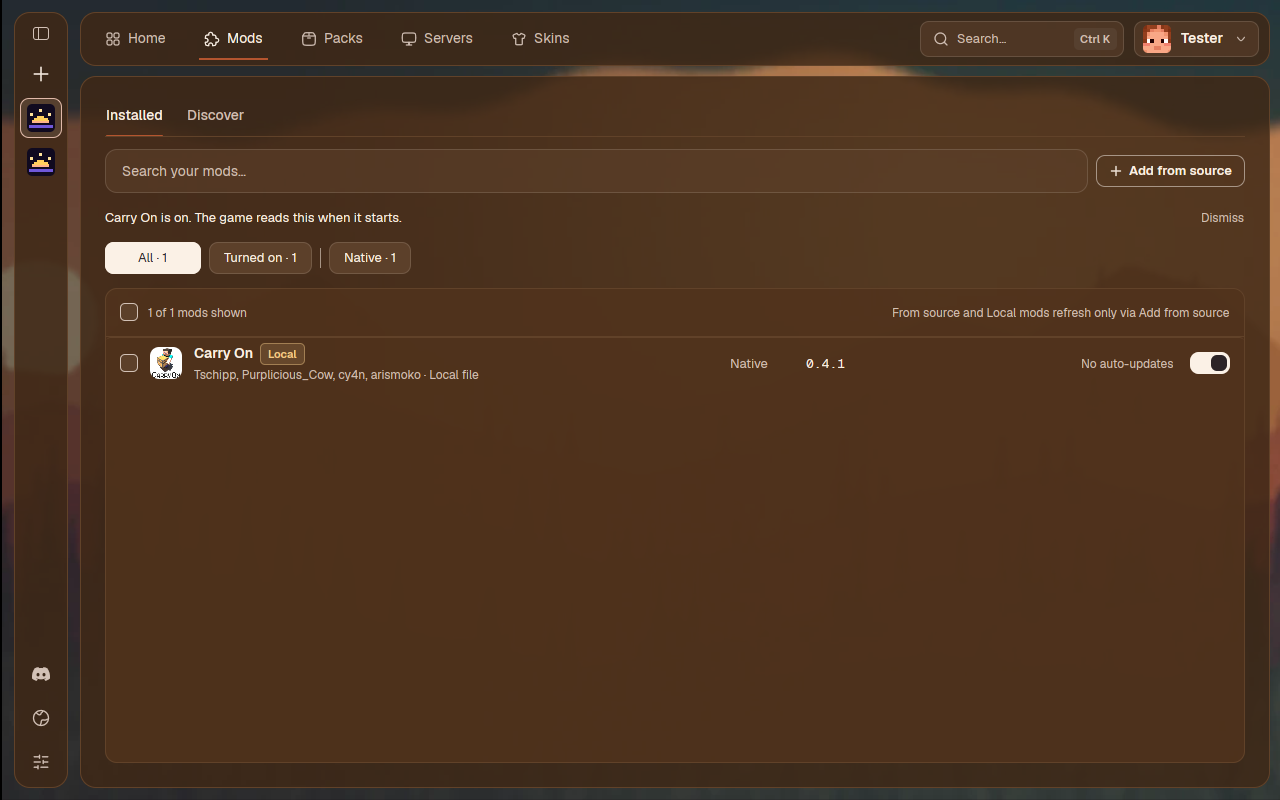 Home
Mods
Packs
Servers
Skins
Search...
Ctrl K
Tester
Installed
Discover
Search your mods...
Add from source
Carry On is on. The game reads this when it starts.
Dismiss
All · 1
Turned on · 1
Native · 1
1 of 1 mods shown
From source and Local mods refresh only via Add from source
Carry On
Local
Native
0.4.1
No auto-updates
Tschipp, Purplicious_Cow, cy4n, arismoko · Local file
Carry On